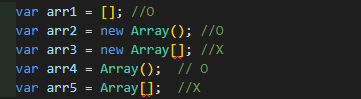 var arr1 = []; //O
var arr2 = new Array(); //O
var arr3 = new Array[]; //X
var arr4 = Array();  // O
var arr5 = Array[];  //X